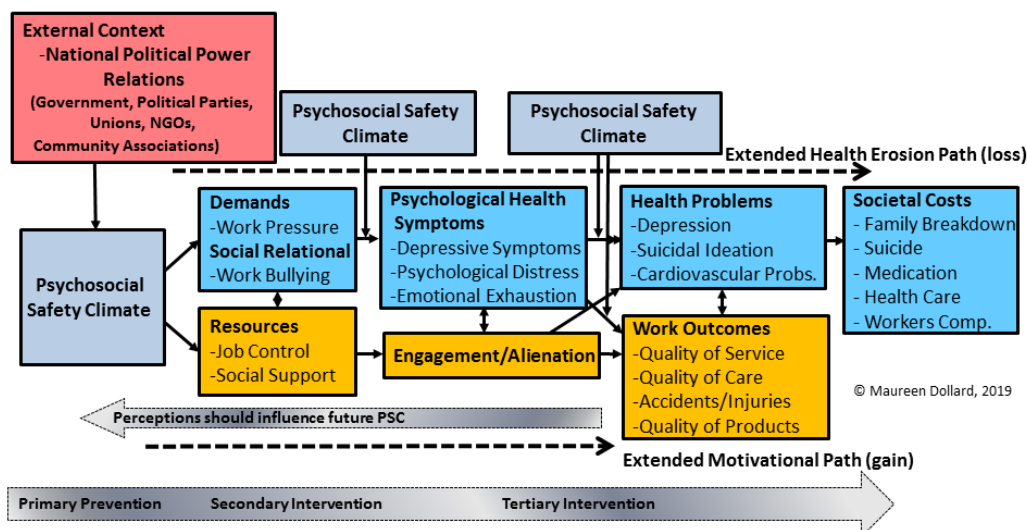 External Context
-National Political Power
Relations
(Government, Political Parties,
Unions, NGOs,
Community Associations)
Psychosocial Safety
Climate
Psychosocial Safety
Climate
Extended Health Erosion Path (loss)
Demands
-Work Pressure
Social Relational
-Work Bullying
Psychological Health
Symptoms
-Depressive Symptoms
-Psychological Distress
-Emotional Exhaustion
Health Problems
-Depression
-Suicidal Ideation
-Cardiovascular Probs.
Societal Costs
- Family Breakdown
- Suicide
- Medication
- Health Care
- Workers Comp.
Psychosocial
Safety Climate
Resources
-Job Control
-Social Support
Engagement/Alienation
Work Outcomes
-Quality of Service
-Quality of Care
-Accidents/Injuries
-Quality of Products
© Maureen Dollard, 2019
Perceptions should influence future PSC
Extended Motivational Path (gain)
Primary Prevention
Secondary Intervention
Tertiary Intervention